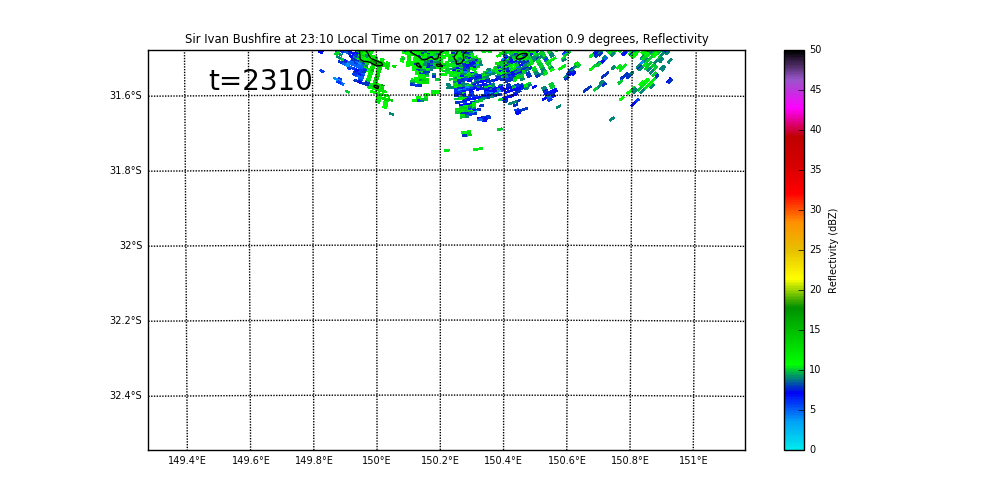 Sir Ivan Bushfire at 23:10 Local Time on 2017 02 12 at elevation 0.9 degrees, Reflectivity
t=2310
31.6°S
31.8°S
32°S
32.2°S
32.4°S
149.4°E 149.6°E 149.8°E 150°E 150.2°E 150.4°E 150.6°E 150.8°E 151°E
50
45
40
35
30
25
20
15
10
5
0
Reflectivity (dBZ)